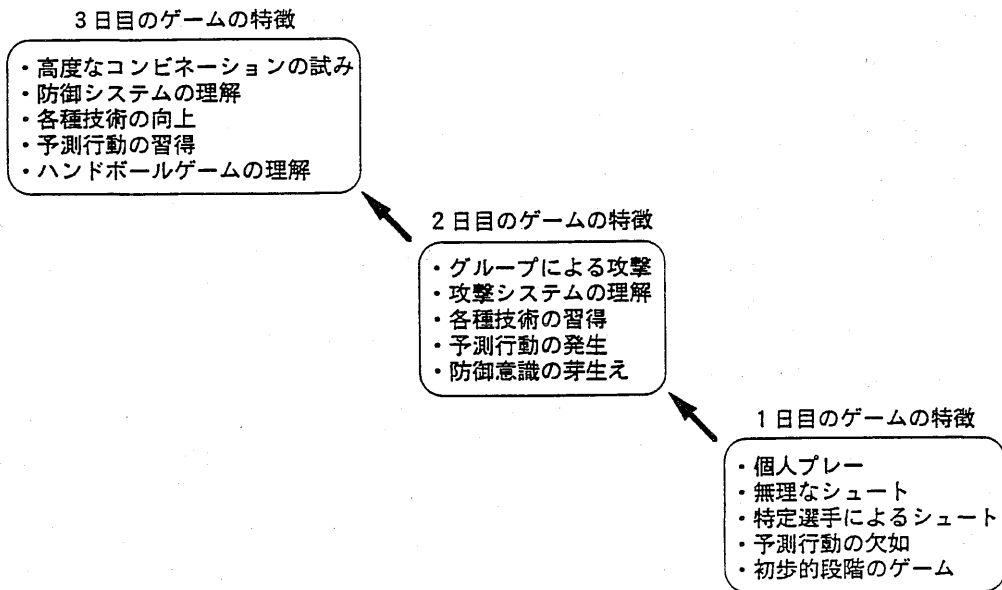 3日目のゲームの特徴
・高度なコンビネーションの試み
・防御システムの理解
・各種技術の向上
・予測行動の習得
・ハンドボールゲームの理解
2日目のゲームの特徴
・グループによる攻撃
・攻撃システムの理解
・各種技術の習得
・予測行動の発生
・防御意識の芽生え
1日目のゲームの特徴
・個人プレー
・無理なシュート
・特定選手によるシュート
・予測行動の欠如
・初歩的段階のゲーム